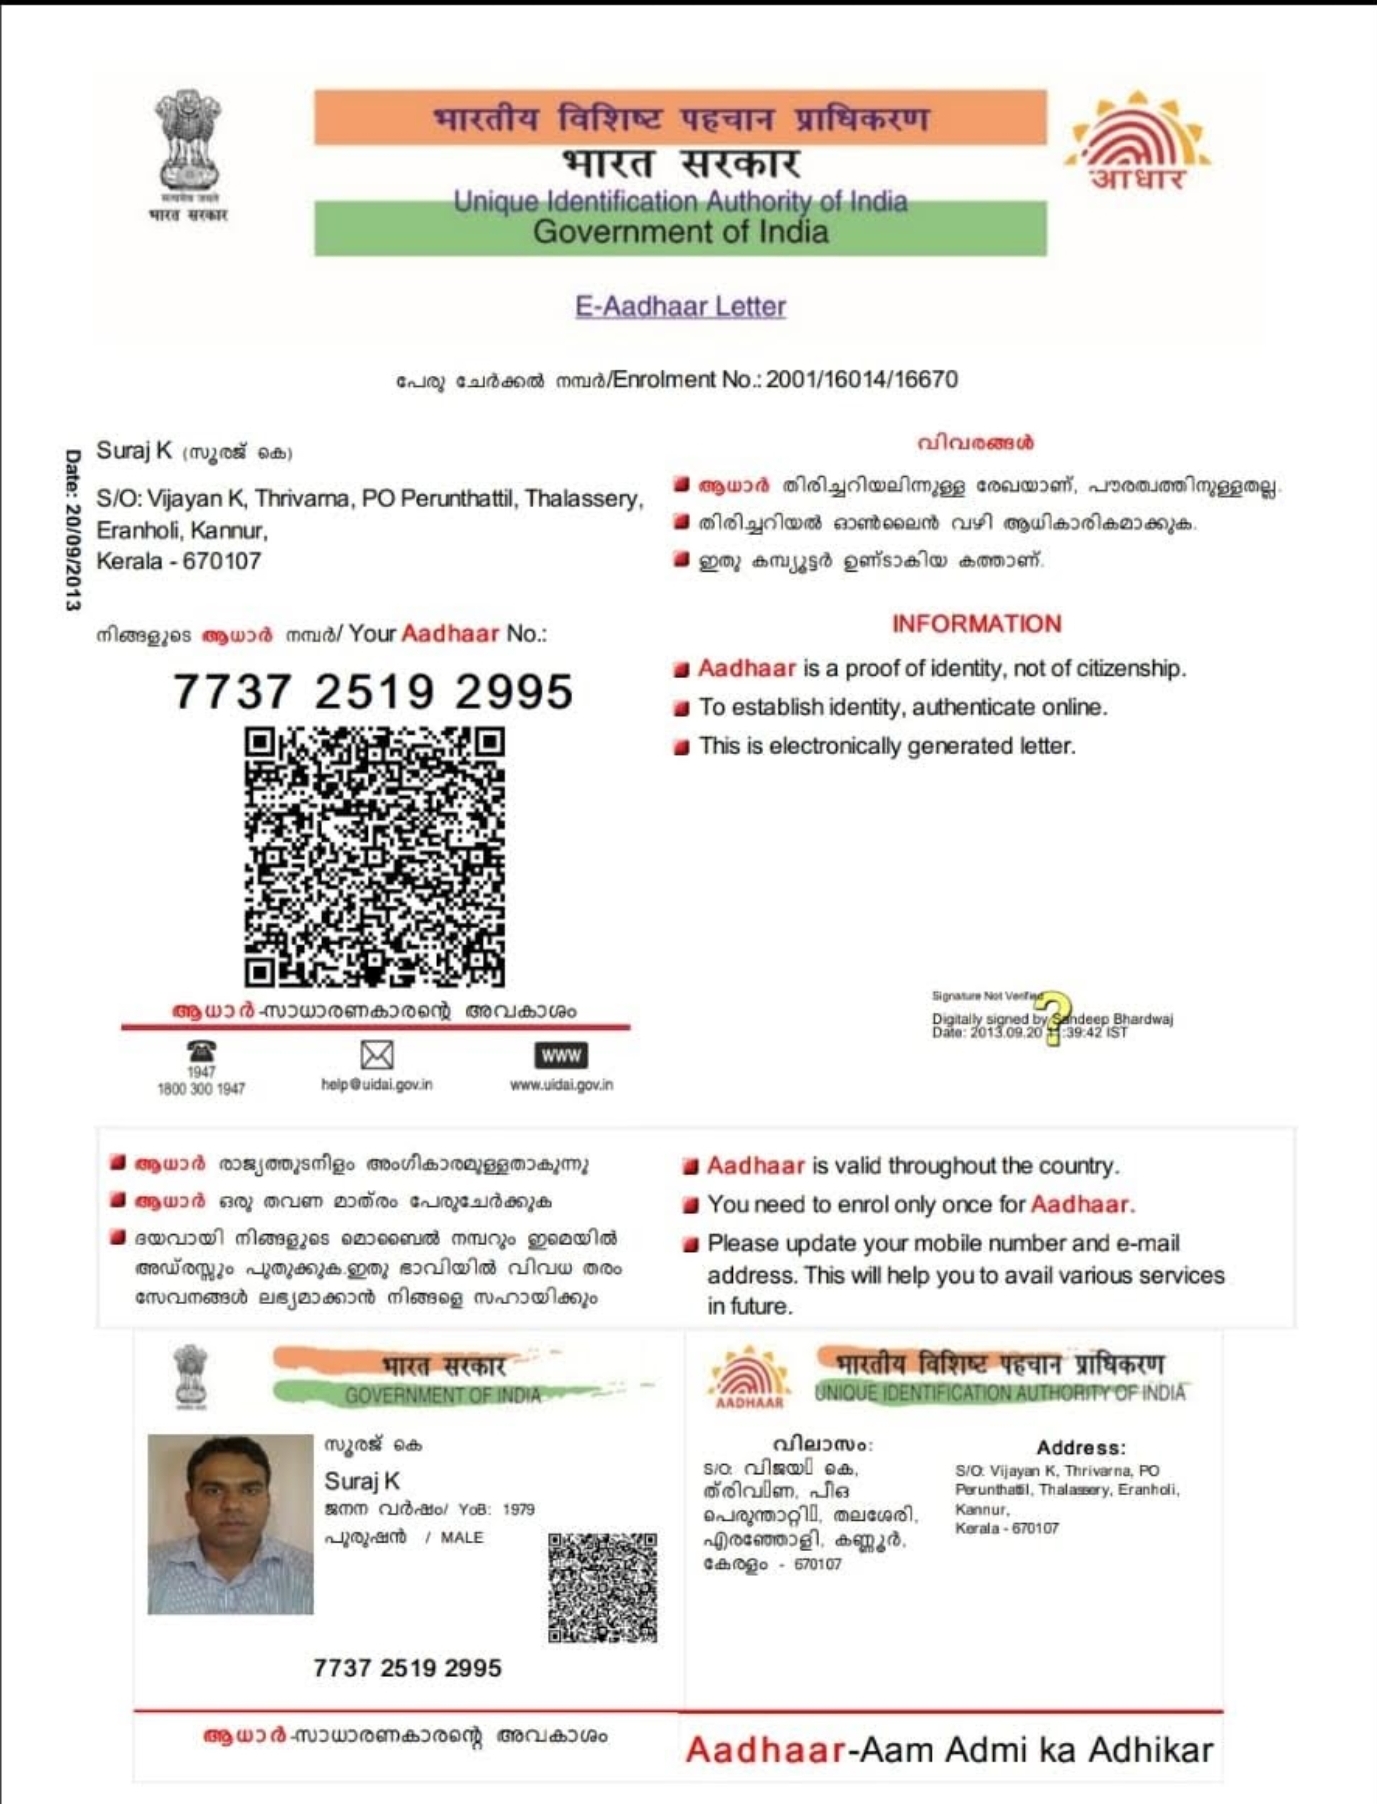 भारतीय विशिष्ट पहचान प्राधिकरण
भारत सरकार
Unique Identification Authority of India
Government of India
सत्यमेव जयते
भारत सरकार
आधार
E-Aadhaar Letter
പേരു ചേർക്കൽ നമ്പർ/Enrolment No.: 2001/16014/16670
Date: 20/09/2013
Suraj K (സൂരജ് കെ)
S/O: Vijayan K, Thrivarna, PO Perunthattil, Thalassery,
Eranholi, Kannur,
Kerala - 670107
നിങ്ങളുടെ ആധാർ നമ്പർ/ Your Aadhaar No.:
7737 2519 2995
ആധാർ-സാധാരണകാരന്റെ അവകാശം
1947
1800 300 1947
help@uidai.gov.in
www
www.uidai.gov.in
വിവരങ്ങൾ
ആധാർ തിരിച്ചറിയലിന്നുള്ള രേഖയാണ്, പൗരത്വത്തിനുള്ളതല്ല.
തിരിച്ചറിയൽ ഓൺലൈൻ വഴി ആധികാരികമാക്കുക.
ഇതു കമ്പ്യൂട്ടർ ഉണ്ടാകിയ കത്താണ്.
INFORMATION
Aadhaar is a proof of identity, not of citizenship.
To establish identity, authenticate online.
This is electronically generated letter.
Signature Not Verified
Digitally signed by Sandeep Bhardwaj
Date: 2013.09.20 11:39:42 IST
ആധാർ രാജ്യത്തുടനീളം അംഗീകാരമുള്ളതാകുന്നു
ആധാർ ഒരു തവണ മാത്രം പേരുചേർക്കുക
ദയവായി നിങ്ങളുടെ മൊബൈൽ നമ്പറും ഇമെയിൽ
അഡ്രസ്സും പുതുക്കുക.ഇതു ഭാവിയിൽ വിവധ തരം
സേവനങ്ങൾ ലഭ്യമാക്കാൻ നിങ്ങളെ സഹായിക്കും
Aadhaar is valid throughout the country.
You need to enrol only once for Aadhaar.
Please update your mobile number and e-mail
address. This will help you to avail various services
in future.
भारत सरकार
GOVERNMENT OF INDIA
സൂരജ് കെ
Suraj K
ജനന വർഷം/ YoB: 1979
പുരുഷൻ / MALE
7737 2519 2995
ആധാർ-സാധാരണകാരന്റെ അവകാശം
AADHAAR
भारतीय विशिष्ट पहचान प्राधिकरण
UNIQUE IDENTIFICATION AUTHORITY OF INDIA
വിലാസം:
S/O: കെ,
പീഒ
തലശേരി,
എരഞ്ഞോളി, കണ്ണൂർ,
കേരളം - 670107
Address:
S/O: Vijayan K, Thrivarna, PO
Perunthattil, Thalassery, Eranholi,
Kannur,
Kerala - 670107
Aadhaar-Aam Admi ka Adhikar